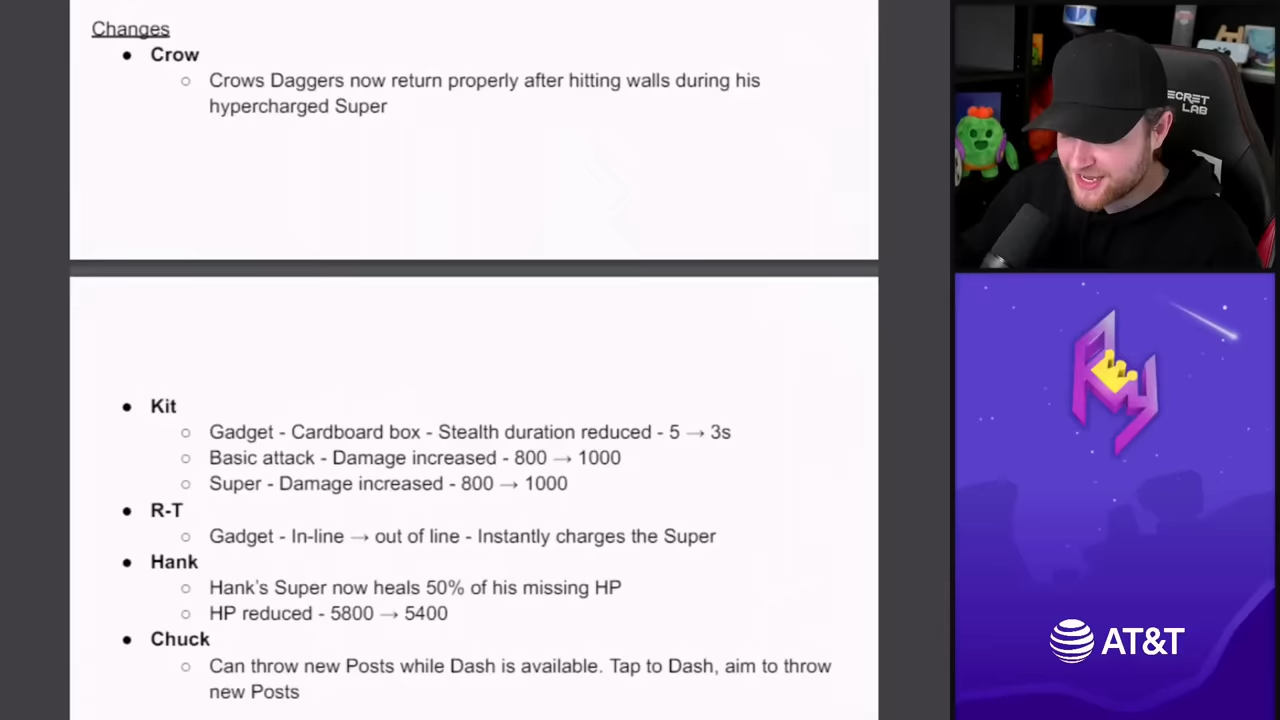 Changes
● Crow
○ Crows Daggers now return properly after hitting walls during his
hypercharged Super
● Kit
○ Gadget - Cardboard box - Stealth duration reduced - 5 → 3s
○ Basic attack - Damage increased - 800 → 1000
○ Super - Damage increased - 800 → 1000
● R-T
○ Gadget - In-line → out of line - Instantly charges the Super
● Hank
○ Hank's Super now heals 50% of his missing HP
○ HP reduced - 5800 → 5400
● Chuck
○ Can throw new Posts while Dash is available. Tap to Dash, aim to throw
new Posts
SECRET
LAB
Rey
AT&T